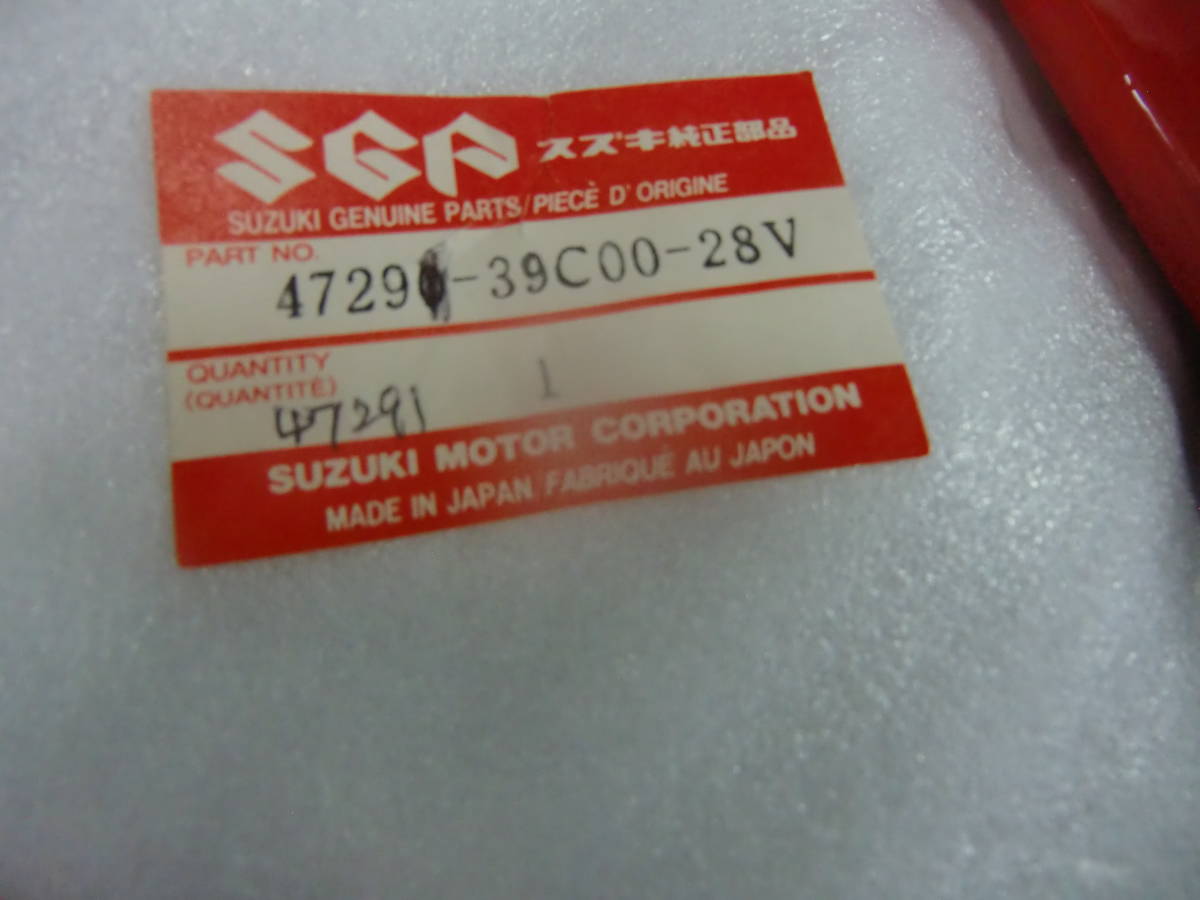 SGP スズキ純正部品
SUZUKI GENUINE PARTS/PIECÈ D' ORIGINE
PART NO.
47291-39C00-28V
QUANTITY
(QUANTITÉ) 1
47291
SUZUKI MOTOR CORPORATION
MADE IN JAPAN FABRIQUÉ AU JAPON